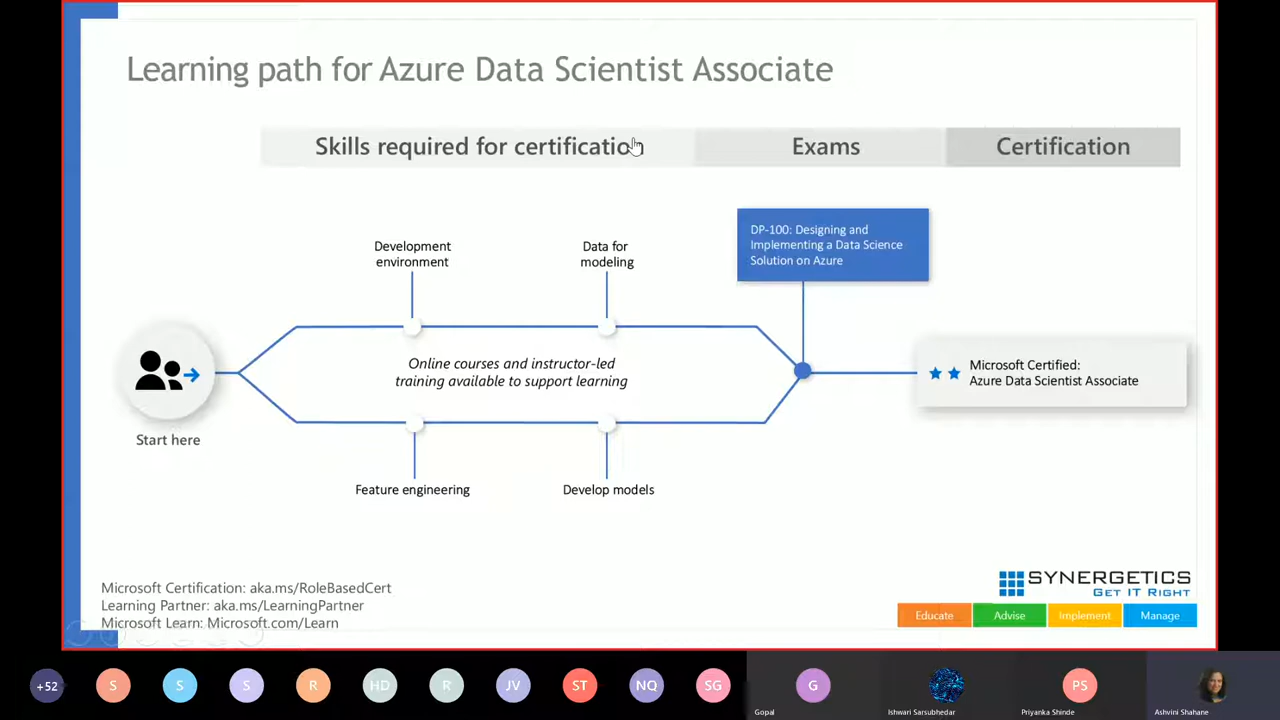 Learning path for Azure Data Scientist Associate
Skills required for certification
Exams
Certification
DP-100: Designing and
Implementing a Data Science
Solution on Azure
Development
environment
Data for
modeling
Online courses and instructor-led
training available to support learning
Microsoft Certified:
Azure Data Scientist Associate
Start here
Feature engineering
Develop models
Microsoft Certification: aka.ms/RoleBasedCert
Learning Partner: aka.ms/LearningPartner
Microsoft Learn: Microsoft.com/Learn
SYNERGETICS
GET IT RIGHT
Educate
Advise
Implement
Manage
+52
S
S
S
R
HD
R
JV
ST
NQ
SG
G
PS
Gopal
Ishwari Sarsubhedar
Priyanka Shinde
Ashvini Shahane